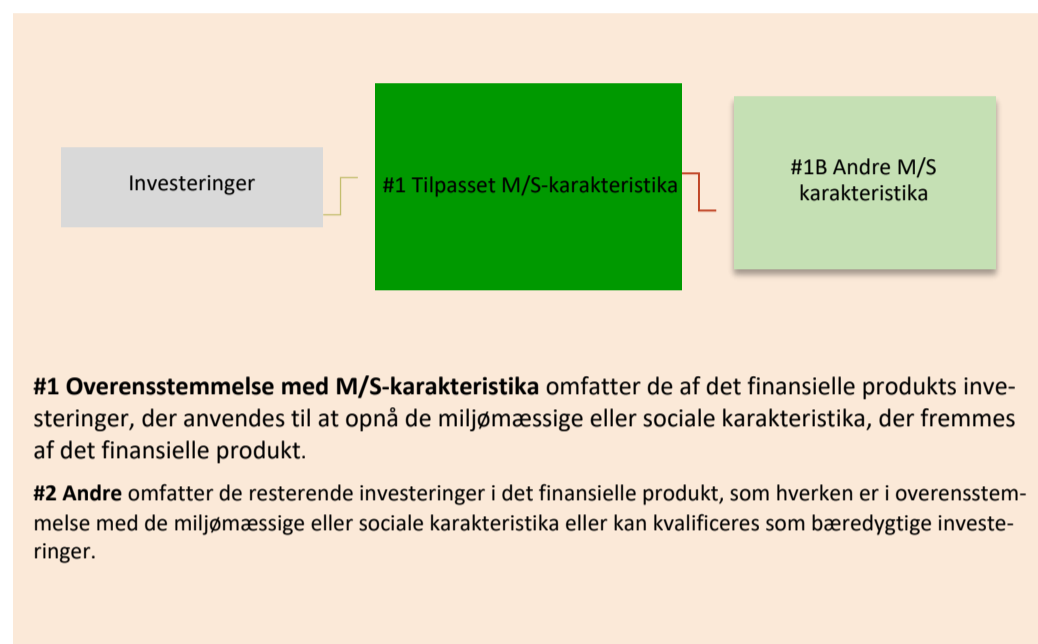 Investeringer
#1 Tilpasset M/S-karakteristika
#1B Andre M/S
karakteristika
#1 Overensstemmelse med M/S-karakteristika omfatter de af det finansielle produkts inve-
steringer, der anvendes til at opnå de miljømæssige eller sociale karakteristika, der fremmes
af det finansielle produkt.
#2 Andre omfatter de resterende investeringer i det finansielle produkt, som hverken er i overensstem-
melse med de miljømæssige eller sociale karakteristika eller kan kvalificeres som bæredygtige investe-
ringer.